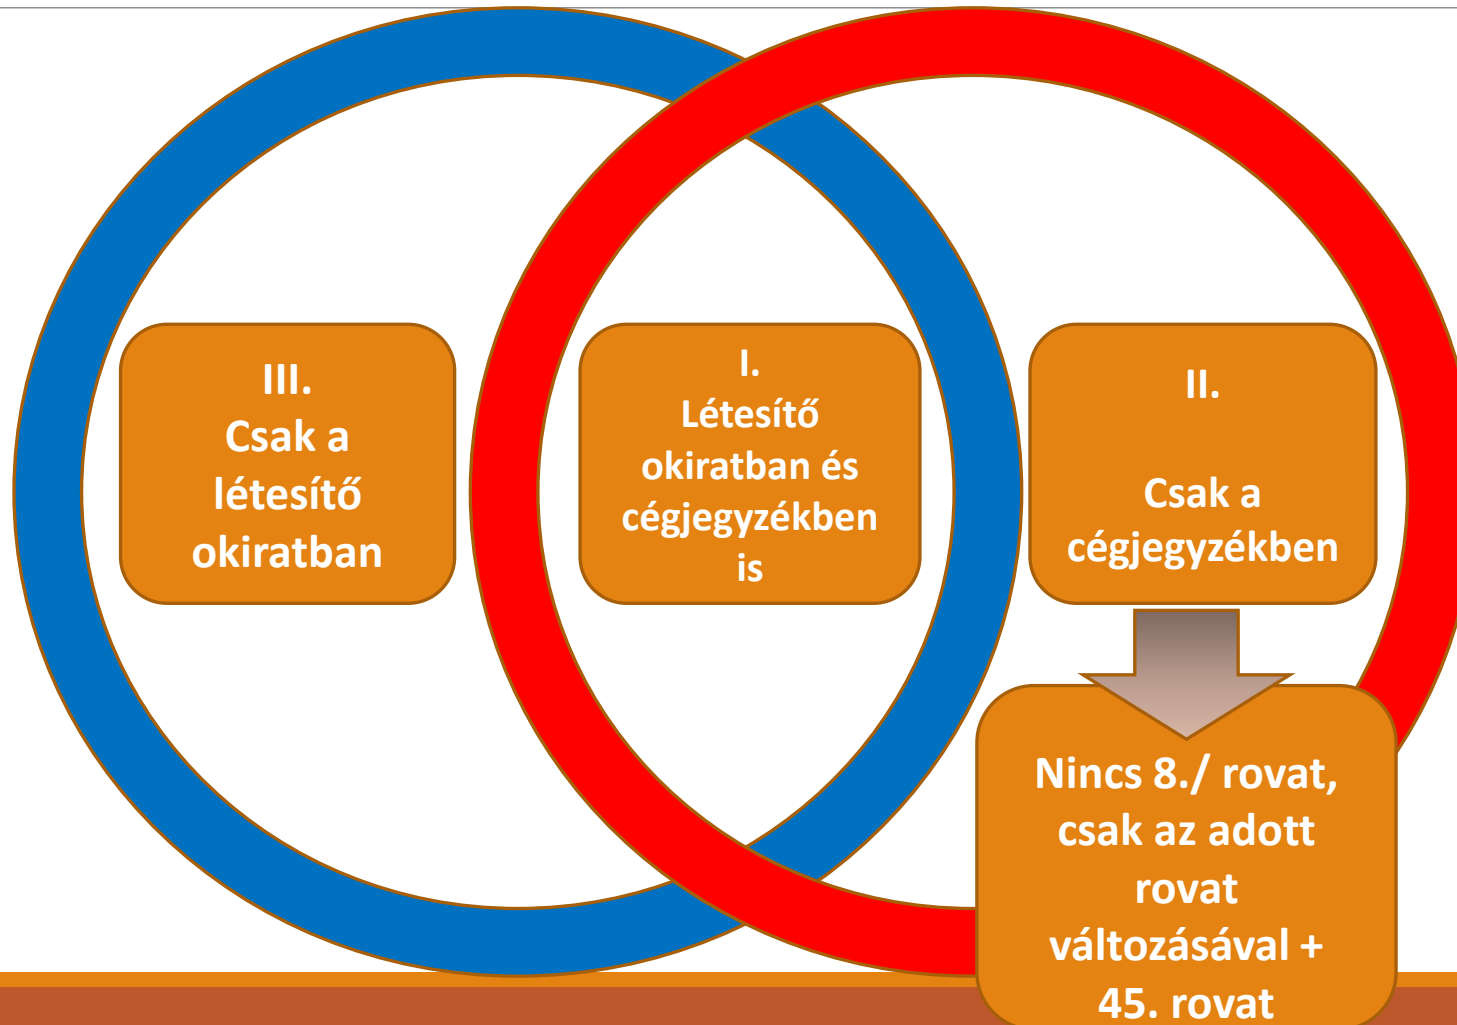 III.
Csak a
létesítő
okiratban
I.
Létesítő
okiratban és
cégjegyzékben
is
II.
Csak a
cégjegyzékben
Nincs 8./ rovat,
csak az adott
rovat
változásával +
45. rovat